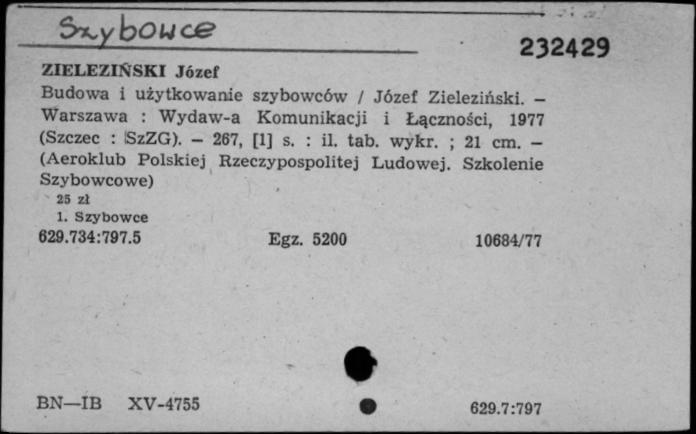 Szybowce
232429
ZIELEZIŃSKI Józef
Budowa i użytkowanie szybowców / Józef Zieleziński. —
Warszawa : Wydaw-a Komunikacji i Łączności, 1977
(Szczec : SzZG). — 267, [1] s. : il. tab. wykr. ; 21 cm. —
(Aeroklub Polskiej Rzeczypospolitej Ludowej. Szkolenie
Szybowcowe)
25 zł
1. Szybowce
629.734:797.5 Egz. 5200 10684/77
BN—IB XV-4755 629.7:797